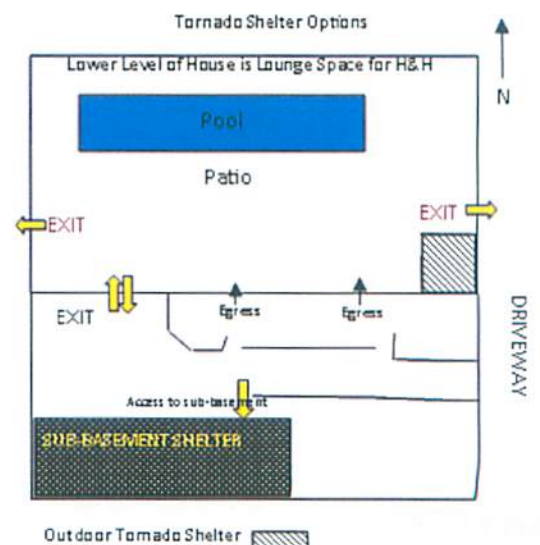 Tornado Shelter Options
Lower Level of House is Lounge Space for H&H
N
Pool
Patio
EXIT
EXIT
EXIT
Egress
Egress
DRIVEWAY
Access to sub-basement
SUB-BASEMENT SHELTER
Outdoor Tornado Shelter